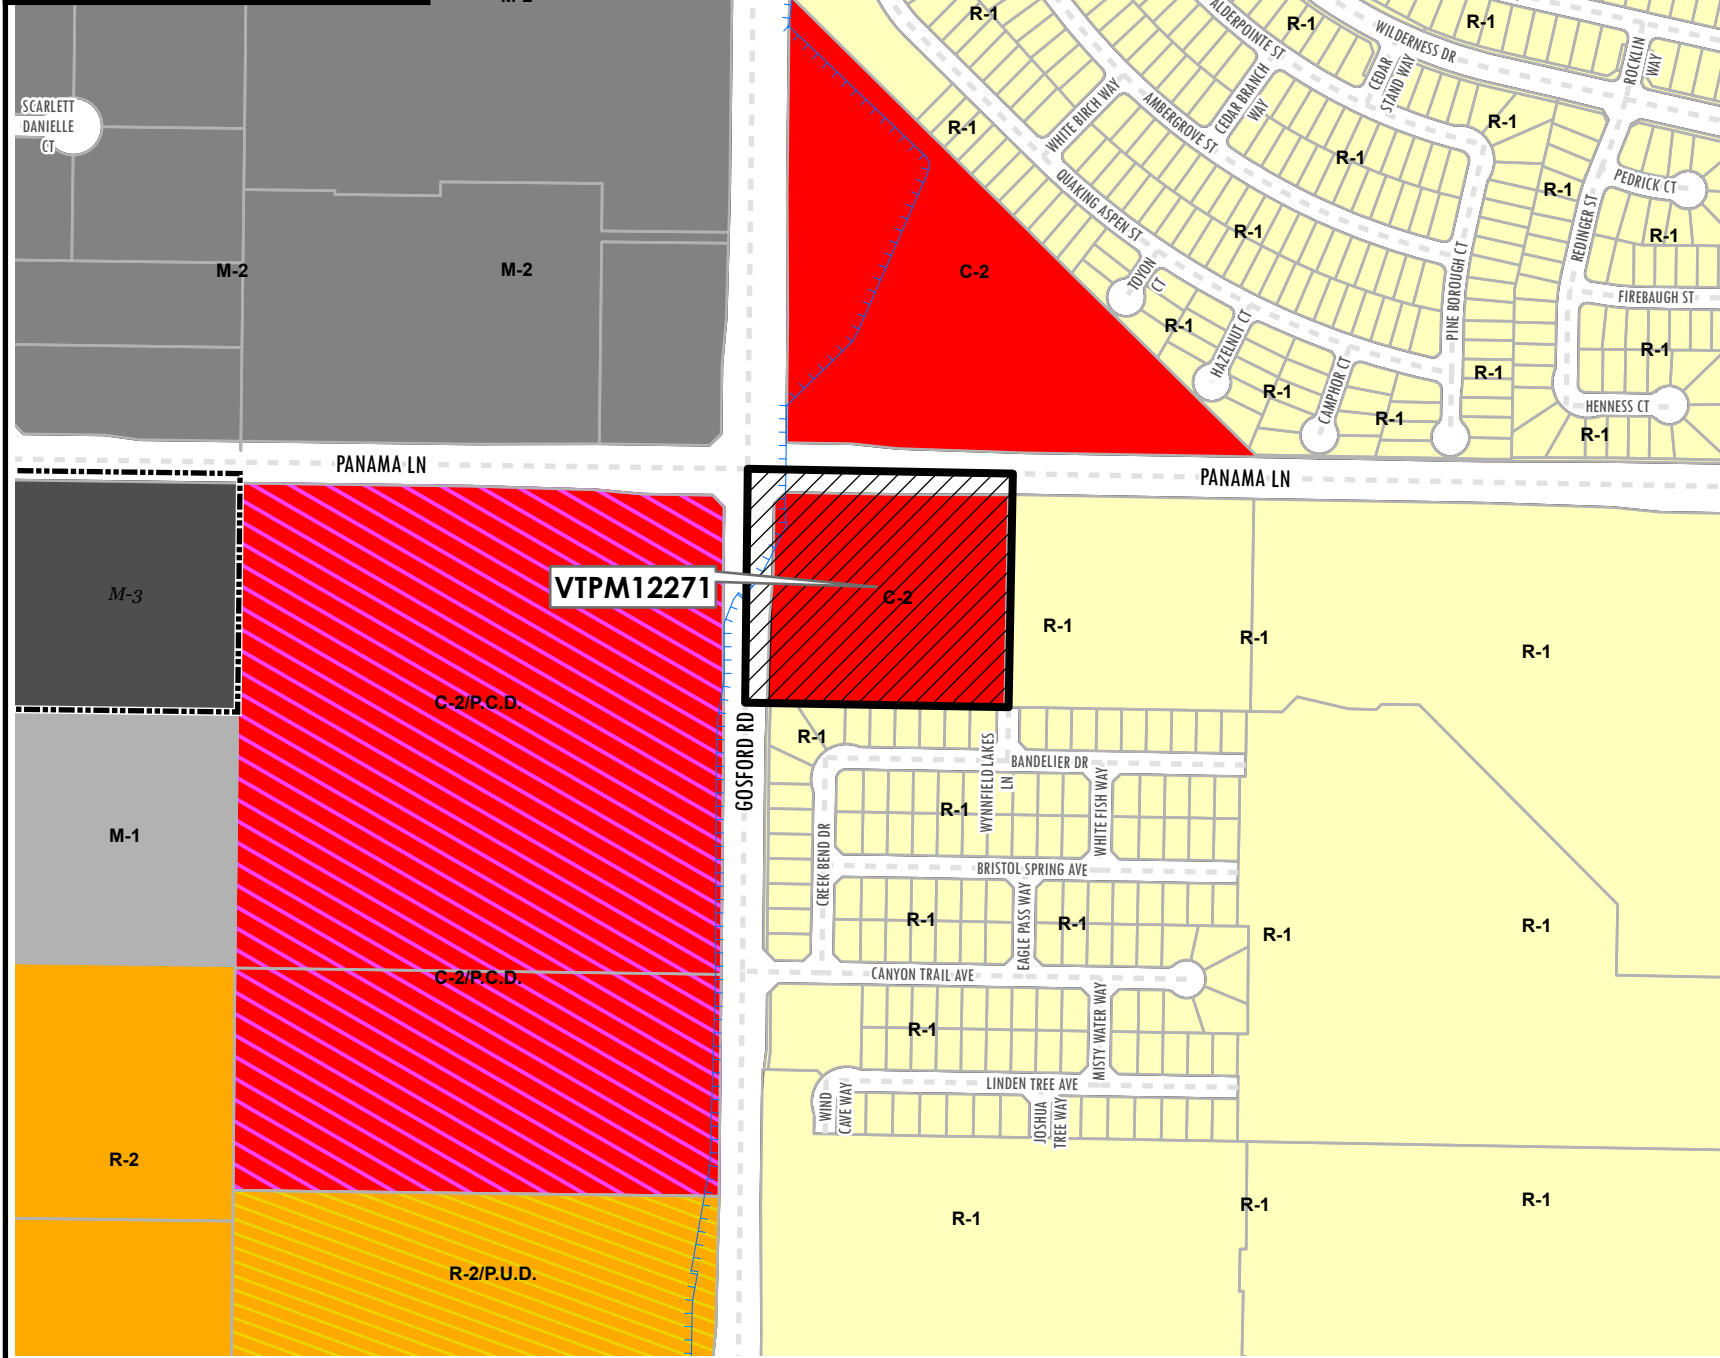 M-2
R-1
ALDERPOINTE ST
R-1
WILDERNESS DR
R-1
ROCKLIN
WAY
SCARLETT
DANIELLE
CT
R-1
WHITE BIRCH WAY
AMBERGROVE ST
CEDAR BRANCH
WAY
CEDAR
STAND WAY
R-1
R-1
R-1
PEDRICK CT
QUAKING ASPEN ST
R-1
REDINGER ST
R-1
M-2
M-2
C-2
TOYON
CT
PINE BOROUGH CT
FIREBAUGH ST
R-1
HAZELNUT CT
R-1
R-1
CAMPHOR CT
R-1
R-1
HENNESS CT
R-1
PANAMA LN
PANAMA LN
M-3
VTPM12271
C-2
R-1
R-1
R-1
C-2/P.C.D.
GOSFORD RD
R-1
WYNNFIELD LAKES
LN
BANDELIER DR
M-1
R-1
WHITE FISH WAY
CREEK BEND DR
BRISTOL SPRING AVE
R-1
EAGLE PASS WAY
R-1
R-1
R-1
C-2/P.C.D.
CANYON TRAIL AVE
R-1
MISTY WATER WAY
LINDEN TREE AVE
WIND
CAVE WAY
JOSHUA
TREE WAY
R-2
R-1
R-1
R-1
R-2/P.U.D.